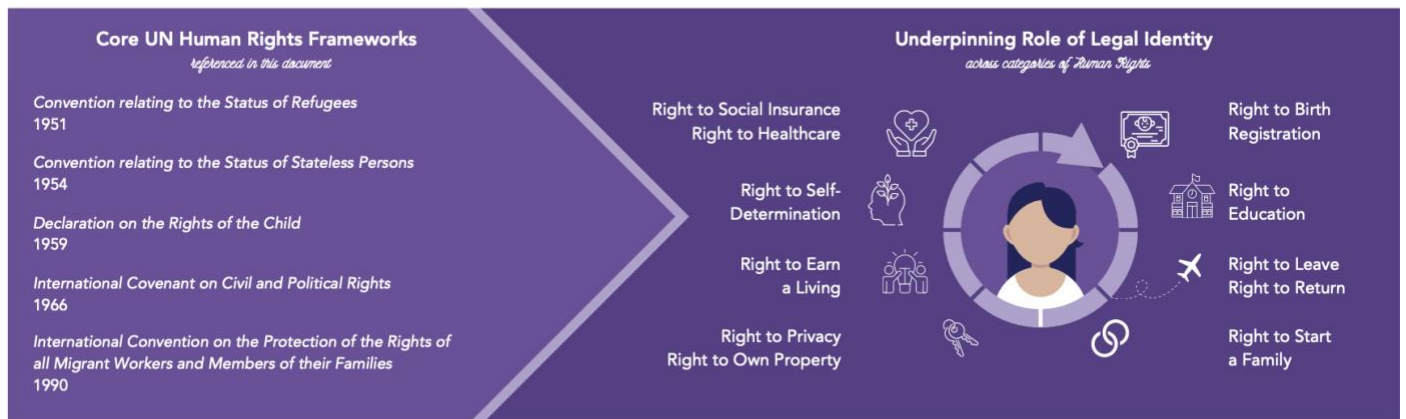 Core UN Human Rights Frameworks
referenced in this document
Convention relating to the Status of Refugees
1951
Convention relating to the Status of Stateless Persons
1954
Declaration on the Rights of the Child
1959
International Covenant on Civil and Political Rights
1966
International Convention on the Protection of the Rights of
all Migrant Workers and Members of their Families
1990
Underpinning Role of Legal Identity
across categories of Human Rights
Right to Social Insurance
Right to Healthcare
Right to Self-
Determination
Right to Earn
a Living
Right to Privacy
Right to Own Property
Right to Birth
Registration
Right to
Education
Right to Leave
Right to Return
Right to Start
a Family